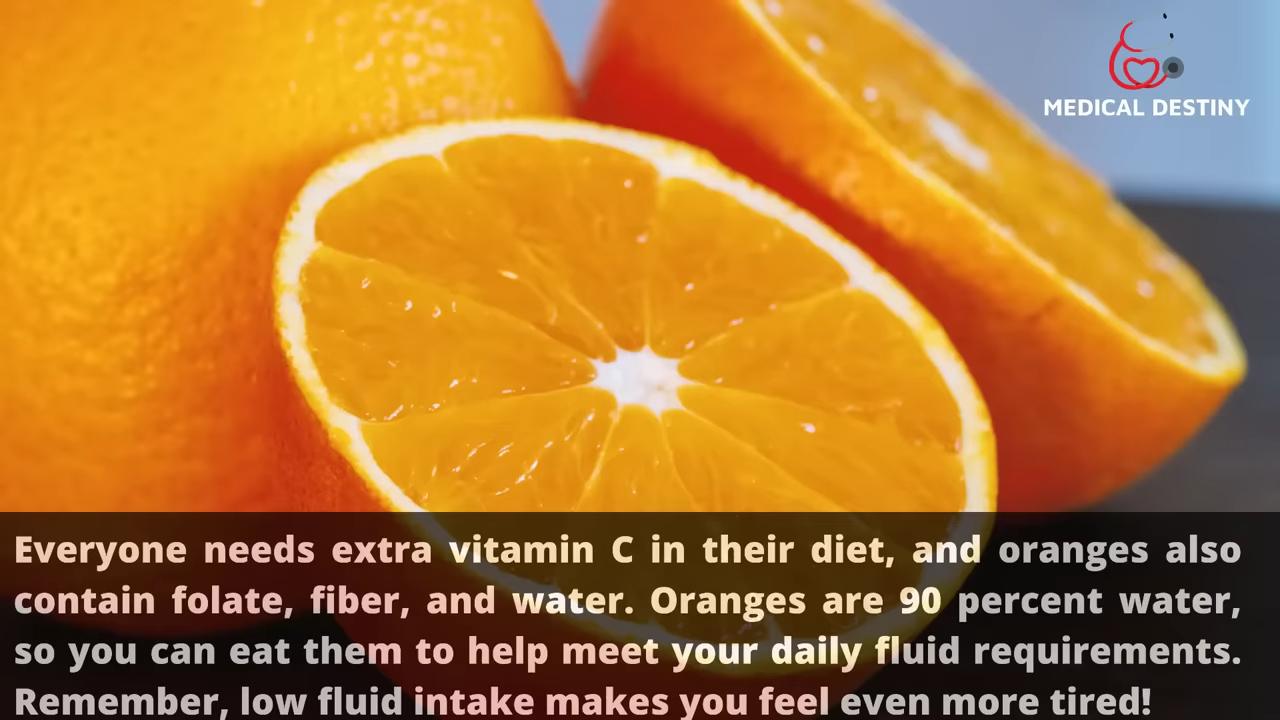 MEDICAL DESTINY
Everyone needs extra vitamin C in their diet, and oranges also
contain folate, fiber, and water. Oranges are 90 percent water,
so you can eat them to help meet your daily fluid requirements.
Remember, low fluid intake makes you feel even more tired!